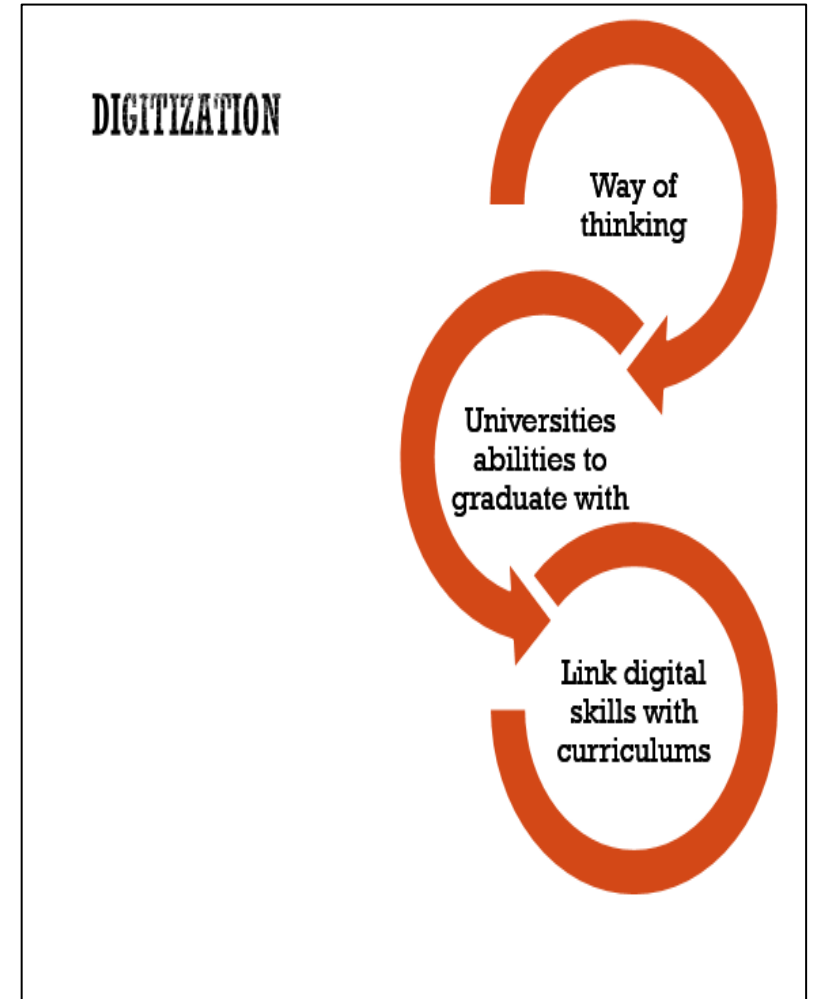 DIGITIZATION
Way of
thinking
Universities
abilities to
graduate with
Link digital
skills with
curriculums